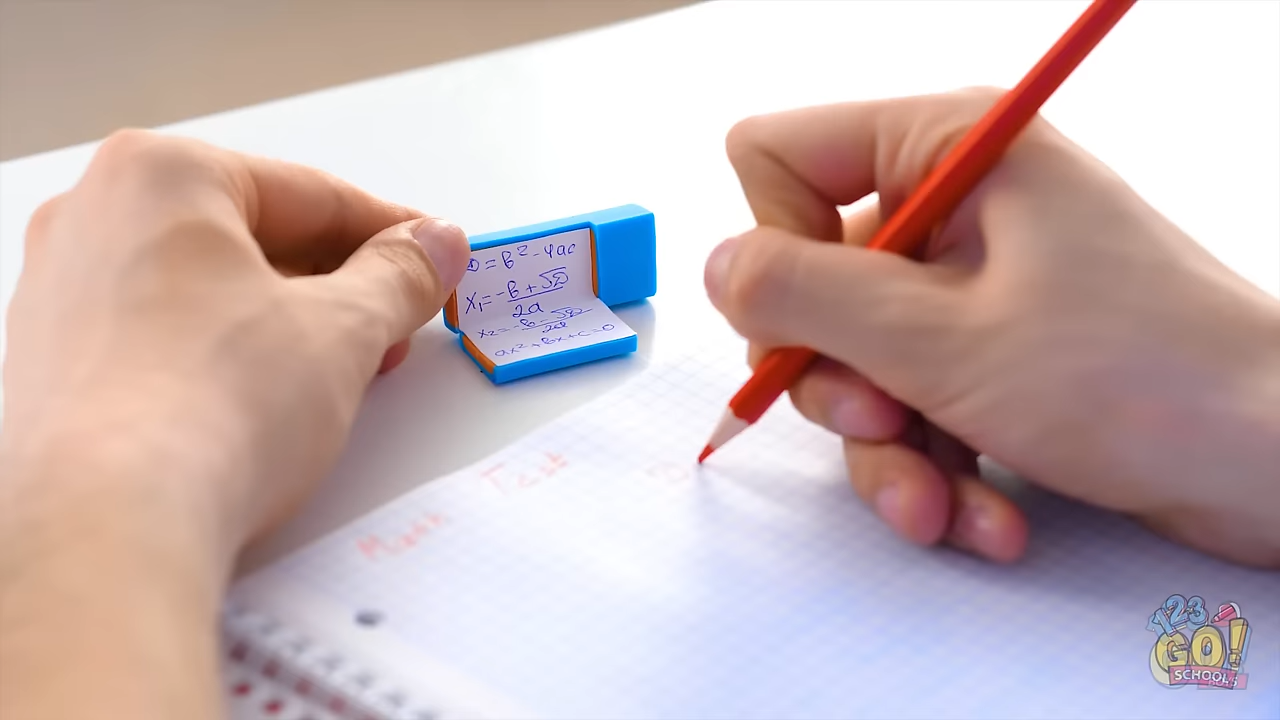 D = b² - 4ac
x₁ = -b + √D / 2a
x₂ = -b - √D / 2a
ax² + bx + c = 0
Test
Math
123
GO!
SCHOOL